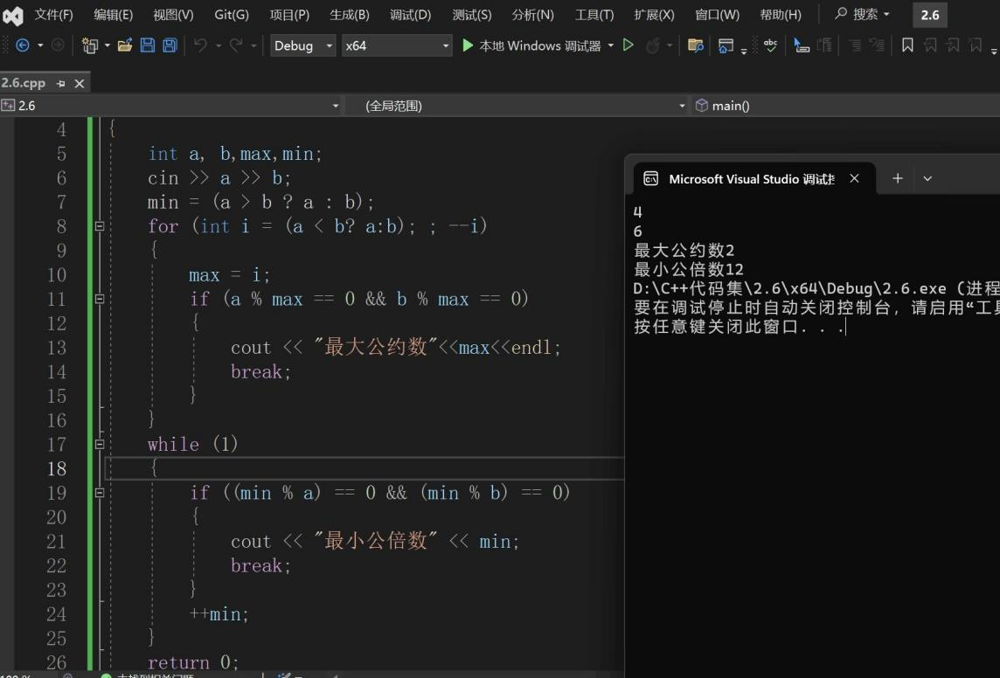 文件(F) 编辑(E) 视图(V) Git(G) 项目(P) 生成(B) 调试(D) 测试(S) 分析(N) 工具(T) 扩展(X) 窗口(W) 帮助(H) 搜索 2.6
Debug x64 本地 Windows 调试器 abc
2.6.cpp
2.6 (全局范围) main()
4 {
5 int a, b,max,min;
6 cin >> a >> b;
7 min = (a > b ? a : b);
8 for (int i = (a < b? a:b); ; --i)
9 {
10 max = i;
11 if (a % max == 0 && b % max == 0)
12 {
13 cout << "最大公约数"<<max<<endl;
14 break;
15 }
16 }
17 while (1)
18 {
19 if ((min % a) == 0 && (min % b) == 0)
20 {
21 cout << "最小公倍数" << min;
22 break;
23 }
24 ++min;
25 }
26 return 0;
Microsoft Visual Studio 调试
4
6
最大公约数2
最小公倍数12
D:\C++代码集\2.6\x64\Debug\2.6.exe (进程
要在调试停止时自动关闭控制台，请启用“工具
按任意键关闭此窗口. . .